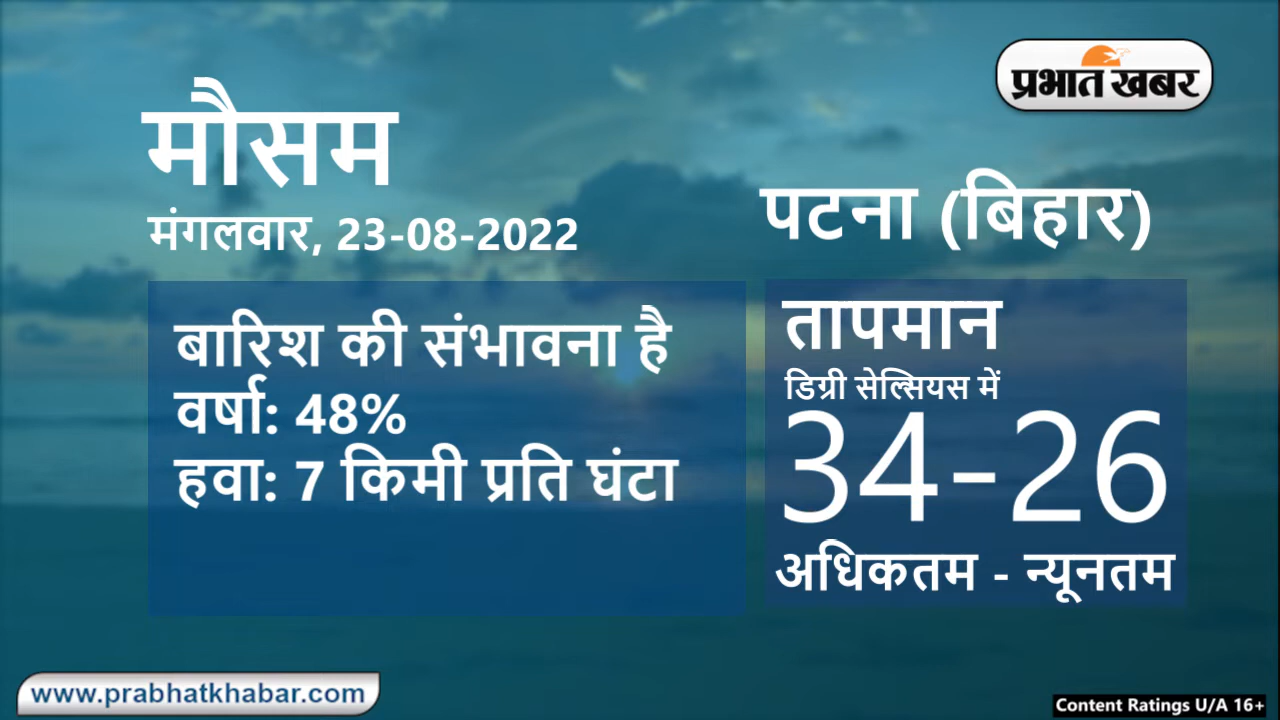 प्रभात खबर
मौसम
मंगलवार, 23-08-2022
पटना (बिहार)
बारिश की संभावना है
वर्षा: 48%
हवा: 7 किमी प्रति घंटा
तापमान
डिग्री सेल्सियस में
34-26
अधिकतम - न्यूनतम
www.prabhatkhabar.com
Content Ratings U/A 16+